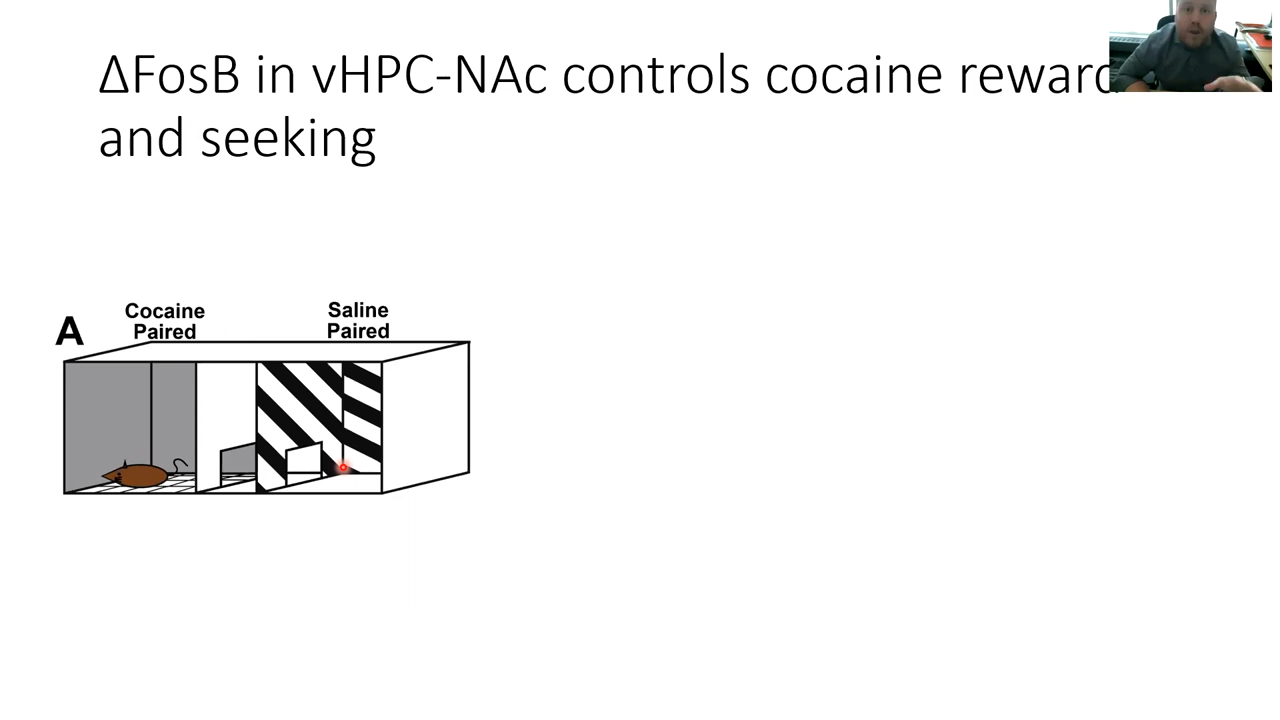 ΔFosB in vHPC-NAc controls cocaine reward
and seeking
Cocaine
Paired
Saline
Paired
A